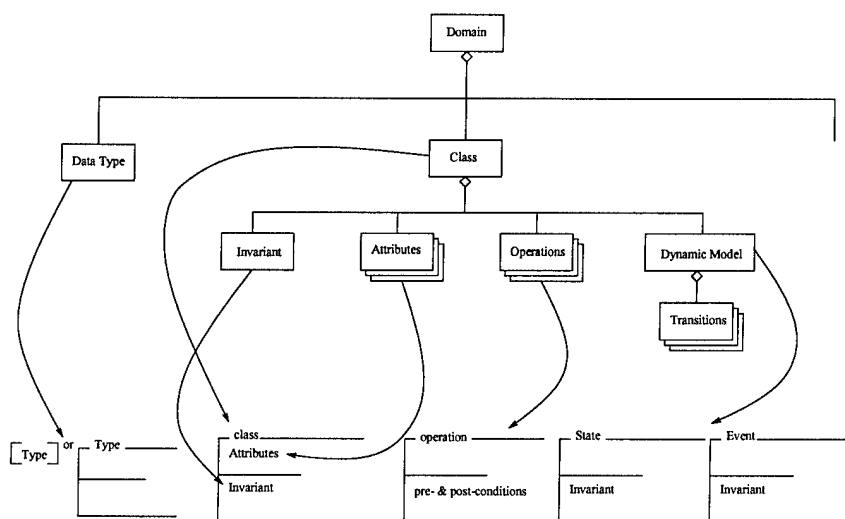 Domain
Data Type
Class
Invariant
Attributes
Operations
Dynamic Model
Transitions
[Type] or Type
class
Attributes
Invariant
operation
pre- & post-conditions
State
Invariant
Event
Invariant